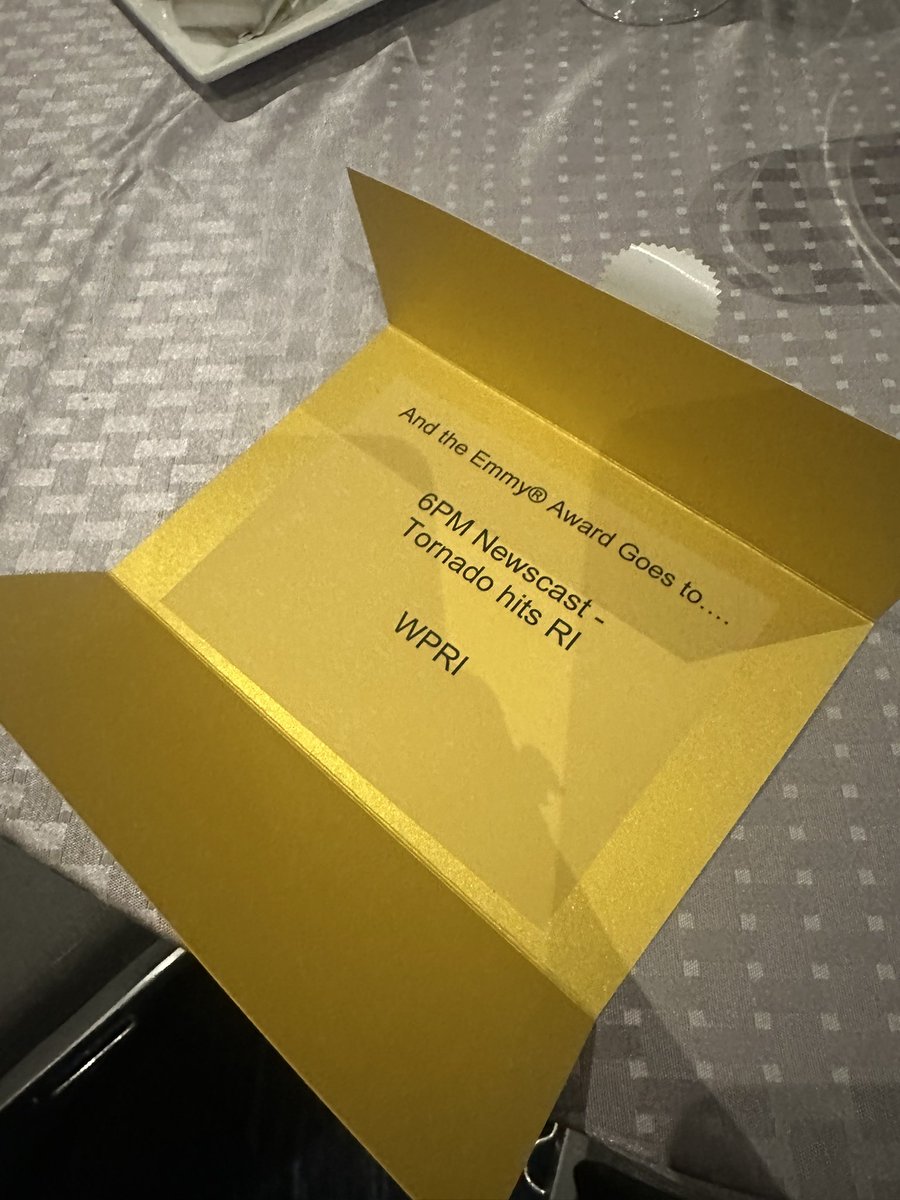 And the Emmy® Award Goes to....
6PM Newscast -
Tornado hits RI
WPRI